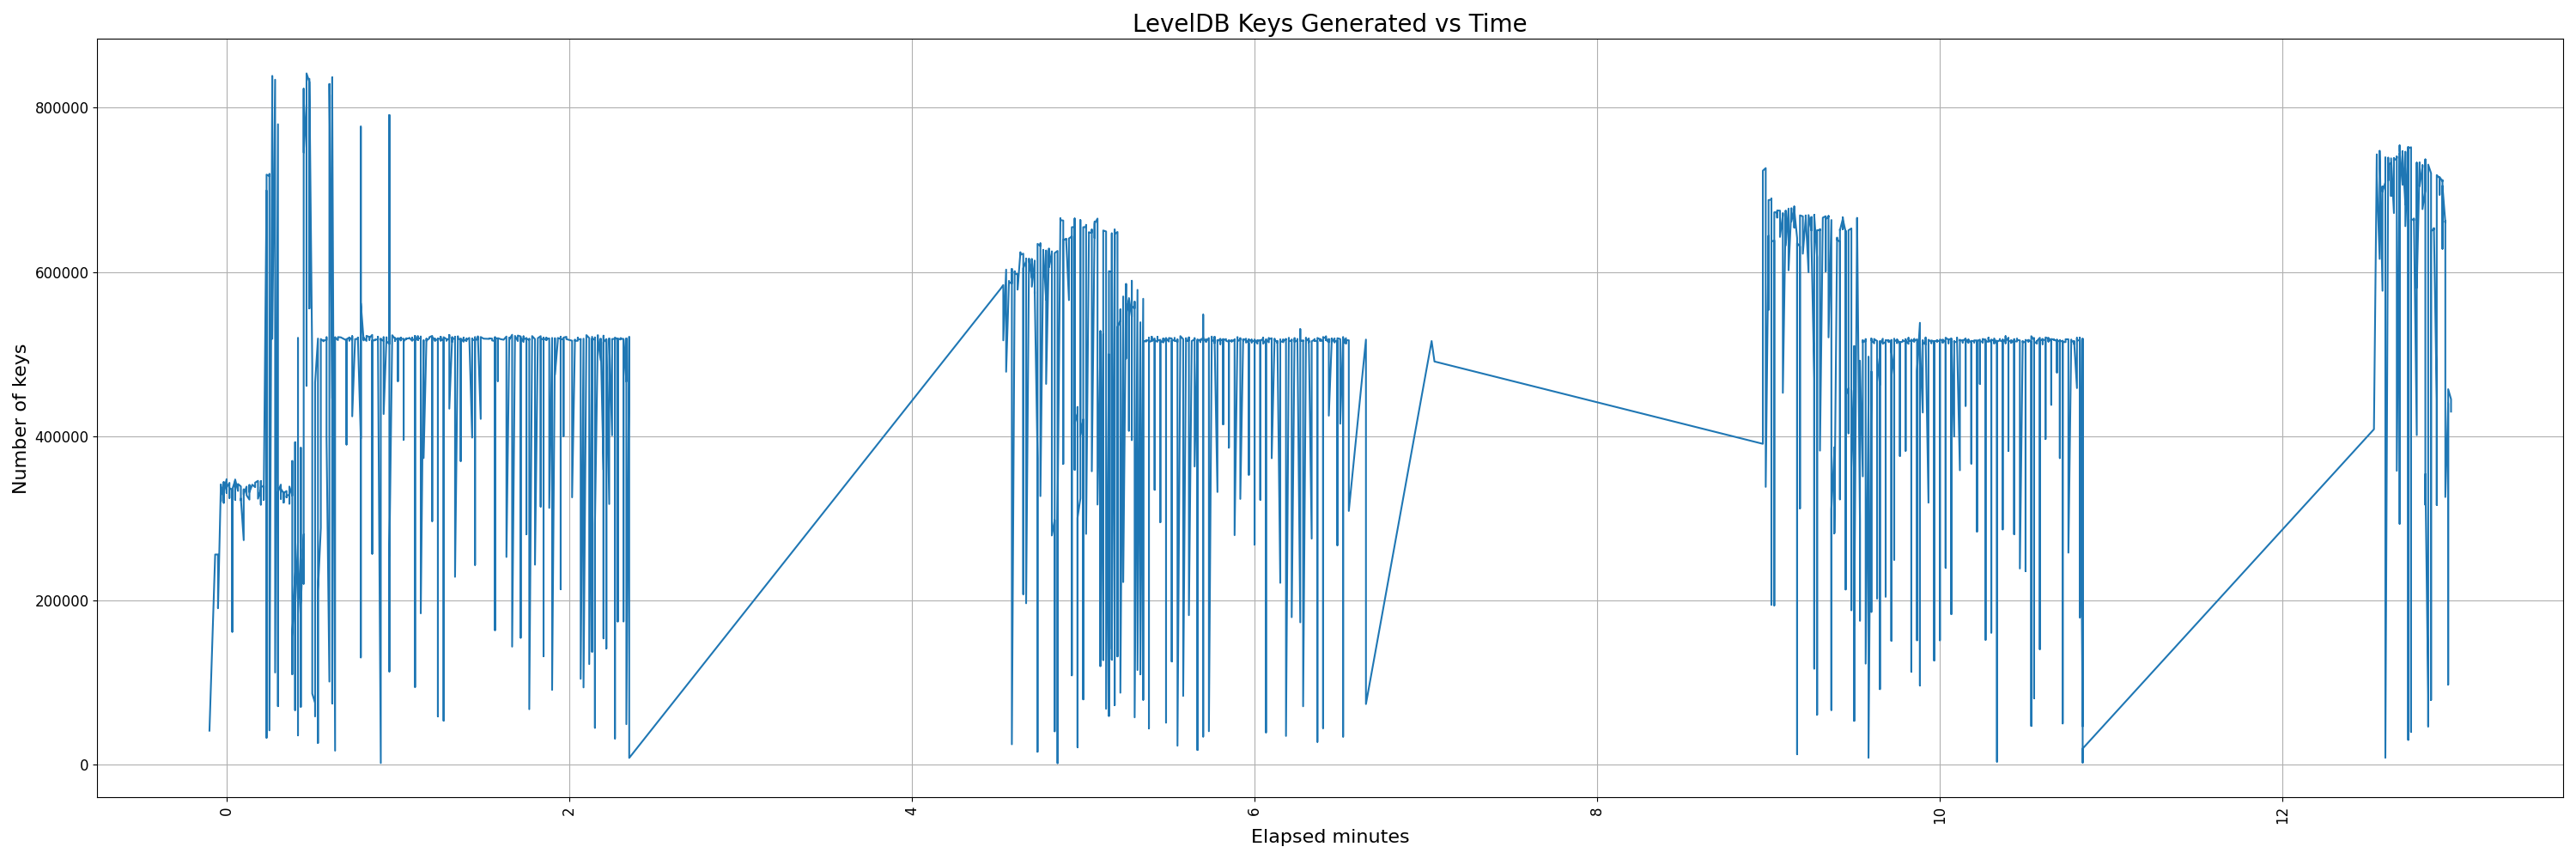 LevelDB Keys Generated vs Time
Number of keys
800000
600000
400000
200000
0
0 2 4 6 8 10 12
Elapsed minutes